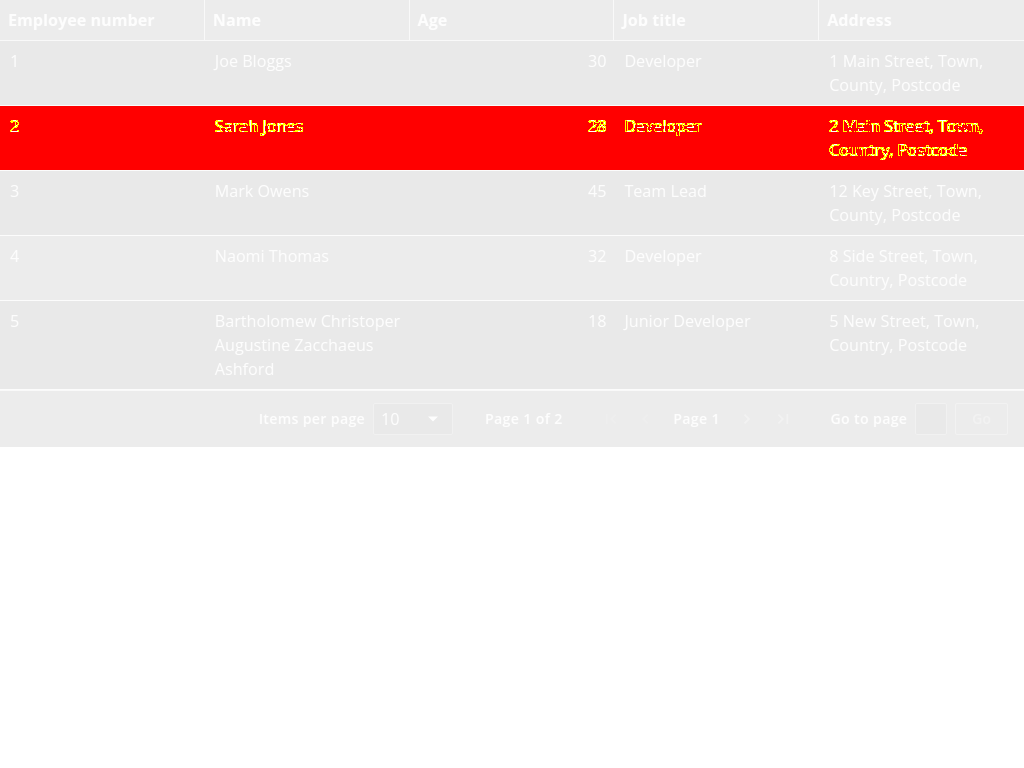 Employee number Name Age Job title Address
1 Joe Bloggs 30 Developer 1 Main Street, Town,
County, Postcode
2 Sarah Jones 28 Developer 2 Main Street, Town,
Country, Postcode
3 Mark Owens 45 Team Lead 12 Key Street, Town,
County, Postcode
4 Naomi Thomas 32 Developer 8 Side Street, Town,
Country, Postcode
5 Bartholomew Christoper 18 Junior Developer 5 New Street, Town,
Augustine Zacchaeus Country, Postcode
Ashford
Items per page 10 Page 1 of 2 Page 1 Go to page Go